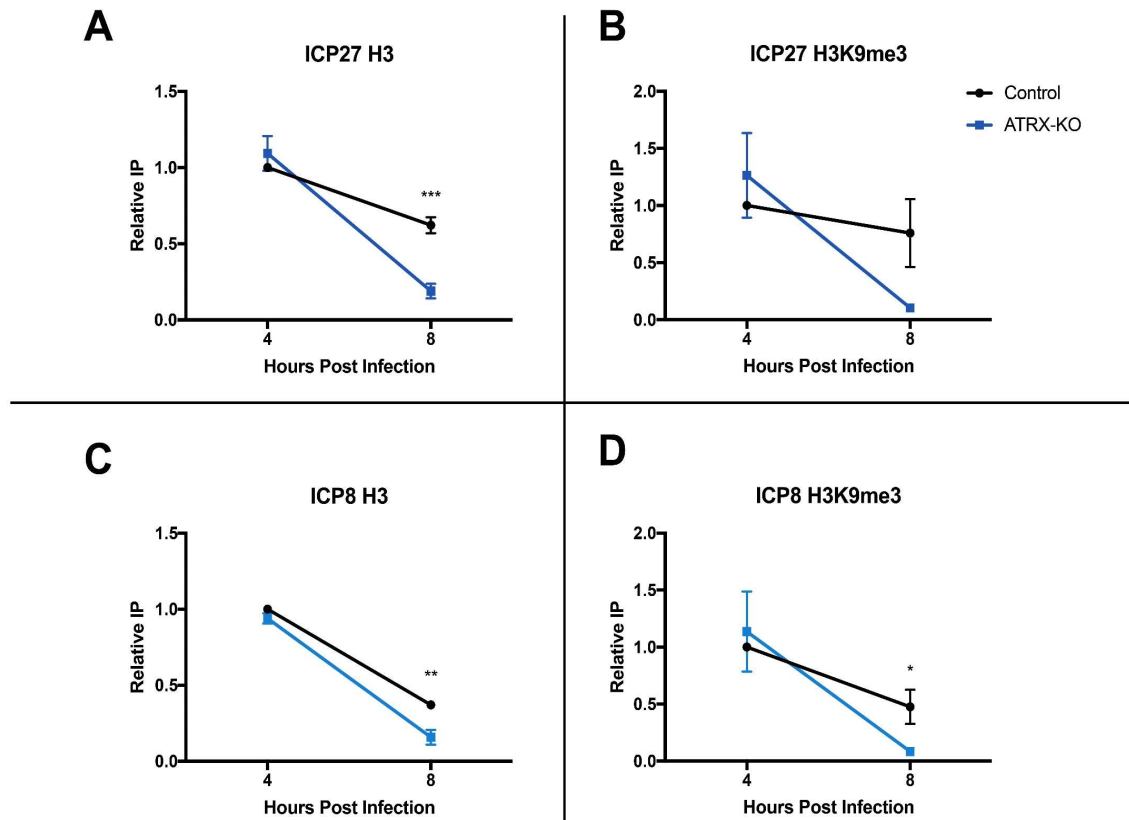 A
ICP27 H3
1.5
1.0
0.5
0.0
Relative IP
***
4
8
Hours Post Infection
B
ICP27 H3K9me3
2.0
1.5
1.0
0.5
0.0
Relative IP
4
8
Hours Post Infection
Control
ATRX-KO
C
ICP8 H3
1.5
1.0
0.5
0.0
Relative IP
**
4
8
Hours Post Infection
D
ICP8 H3K9me3
2.0
1.5
1.0
0.5
0.0
Relative IP
*
4
8
Hours Post Infection